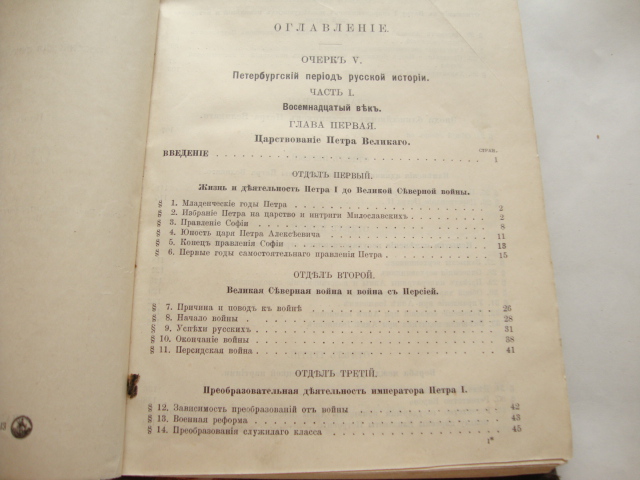 ОГЛАВЛЕНІЕ.
ОЧЕРКЪ V.
Петербургскій періодъ русской исторіи.
ЧАСТЬ I.
Восемнадцатый вѣкъ.
ГЛАВА ПЕРВАЯ.
Царствованіе Петра Великаго.
стран.
ВВЕДЕНІЕ . . . 1
ОТДѢЛЪ ПЕРВЫЙ.
Жизнь и дѣятельность Петра I до Великой Сѣверной войны.
§ 1. Младенческіе годы Петра . . . 2
§ 2. Избраніе Петра на царство и интриги Милославскихъ . . . 2
§ 3. Правленіе Софіи . . . 8
§ 4. Юность царя Петра Алексѣевича . . . 11
§ 5. Конецъ правленія Софіи . . . 13
§ 6. Первые годы самостоятельнаго правленія Петра . . . 15
ОТДѢЛЪ ВТОРОЙ.
Великая Сѣверная война и война съ Персіей.
§ 7. Причина и поводъ къ войнѣ . . . 26
§ 8. Начало войны . . . 28
§ 9. Успѣхи русскихъ . . . 31
§ 10. Окончаніе войны . . . 38
§ 11. Персидская война . . . 41
ОТДѢЛЪ ТРЕТІЙ.
Преобразовательная дѣятельность императора Петра I.
§ 12. Зависимость преобразованій отъ войны . . . 42
§ 13. Военная реформа . . . 43
§ 14. Преобразованія служилаго класса . . . 45
1*